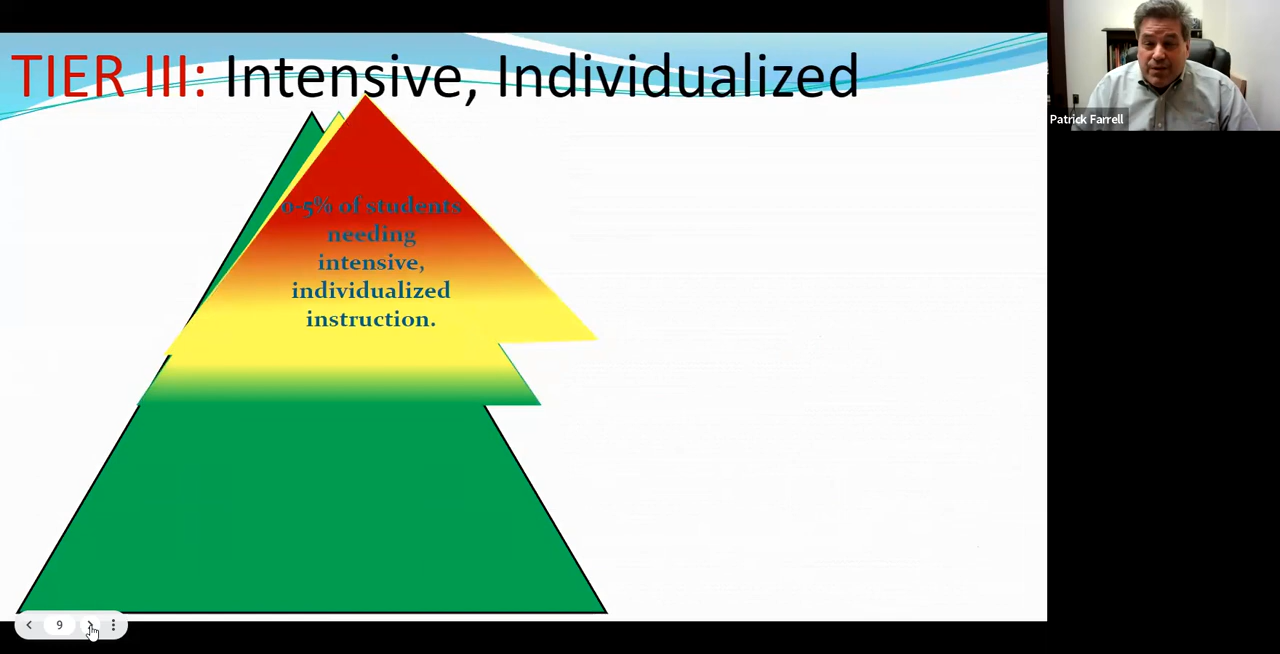 TIER III: Intensive, Individualized
Patrick Farrell
0-5% of students
needing
intensive,
individualized
instruction.
9